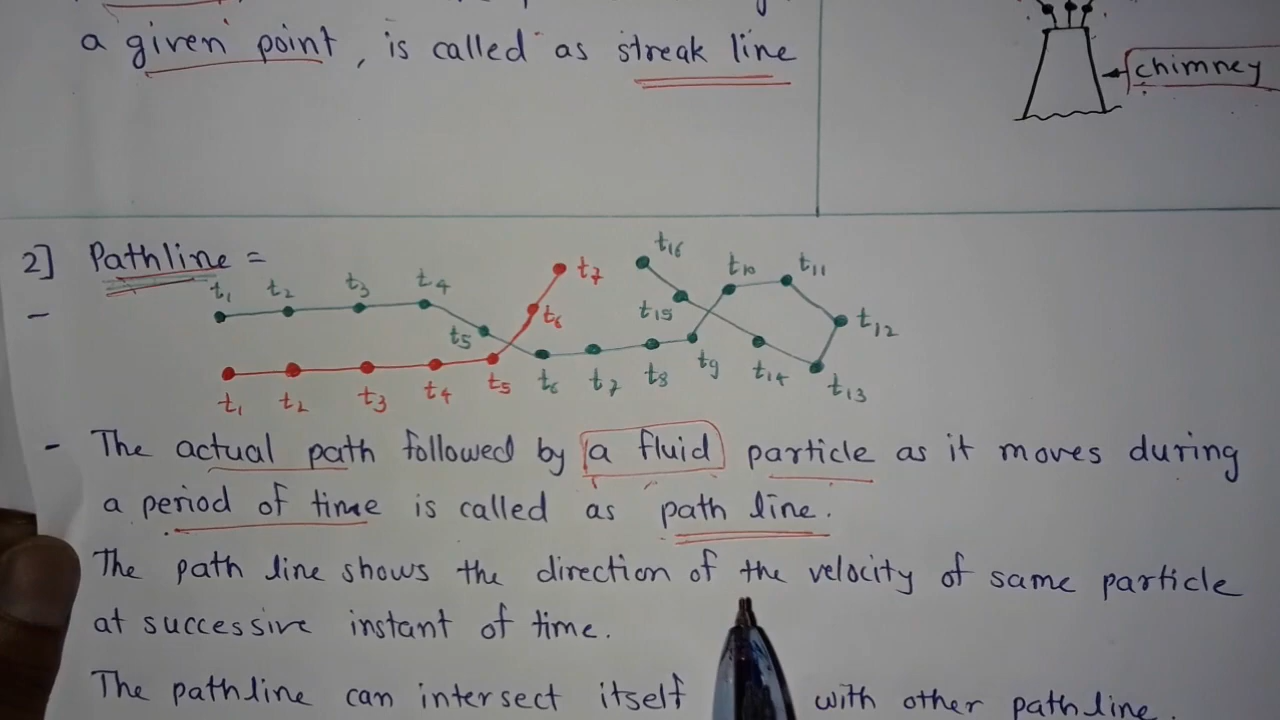 a given point, is called as streak line
chimney
2] Pathline =
-
t1 t2 t3 t4 t5 t6 t7 t8 t9 t10 t11 t12 t13 t14 t15 t16
t1 t2 t3 t4 t5 t6 t7
- The actual path followed by a fluid particle as it moves during
a period of time is called as path line.
The path line shows the direction of the velocity of same particle
at successive instant of time.
The pathline can intersect itself with other pathline.